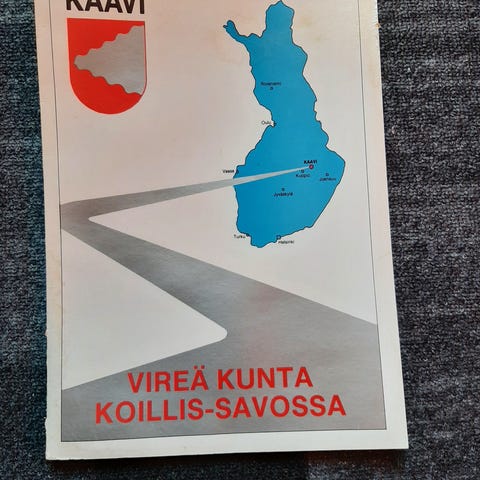 KAAVI
Rovaniemi
Oulu
Vaasa
KAAVI
Kuopio
Joensuu
Jyväskylä
Turku
Helsinki
VIREÄ KUNTA
KOILLIS-SAVOSSA